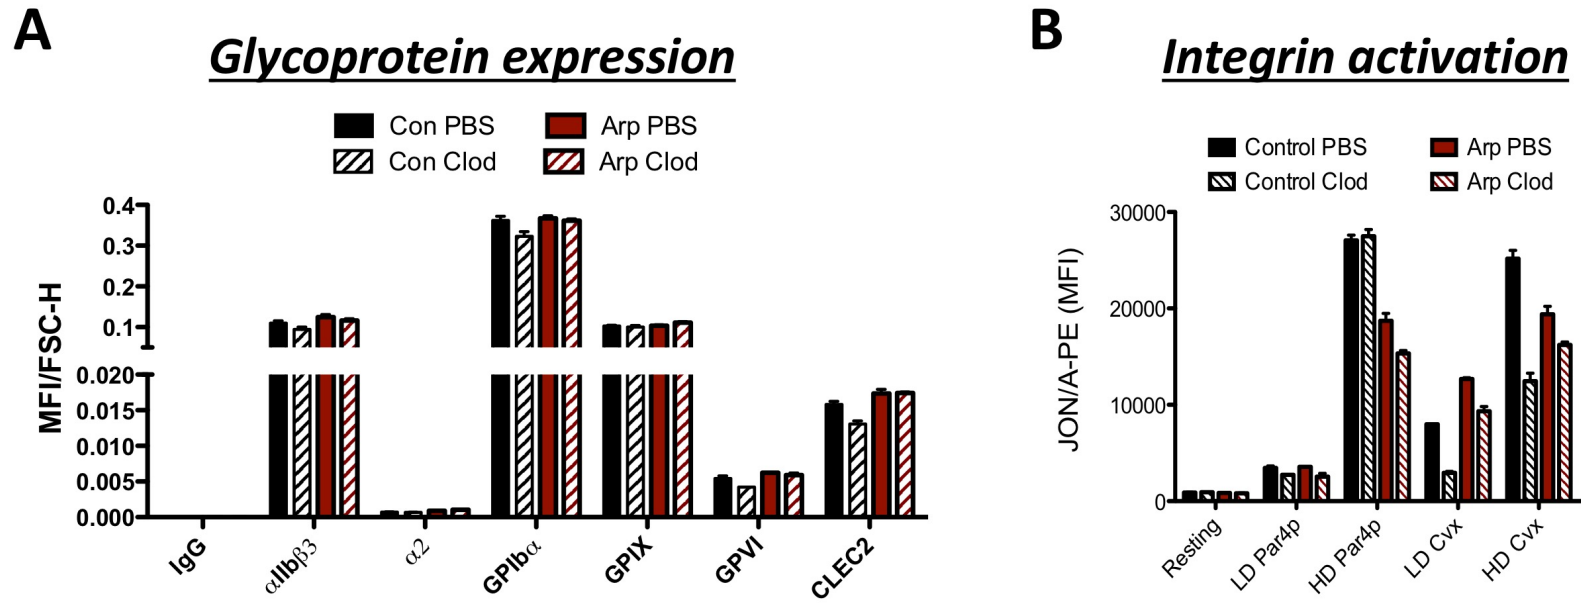 A
Glycoprotein expression
Con PBS
Arp PBS
Con Clod
Arp Clod
MFI/FSC-H
0.4
0.3
0.2
0.1
0.020
0.015
0.010
0.005
0.000
IgG
αIIbβ3
α2
GPIbα
GPIX
GPVI
CLEC2
B
Integrin activation
Control PBS
Arp PBS
Control Clod
Arp Clod
JON/A-PE (MFI)
30000
20000
10000
0
Resting
LD Par4p
HD Par4p
LD Cvx
HD Cvx